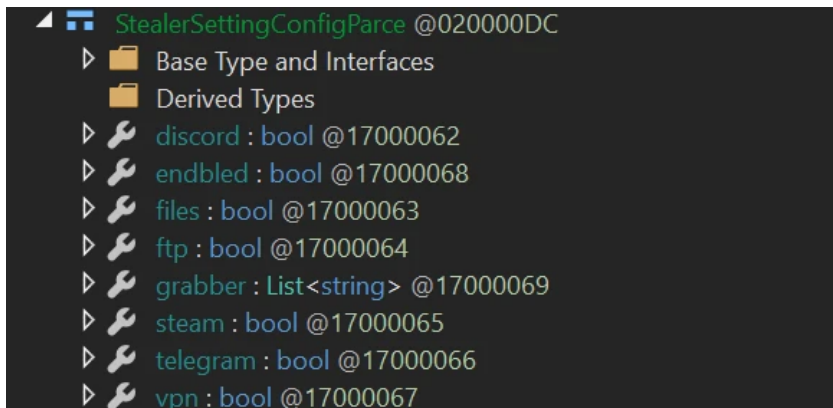 StealerSettingConfigParce @020000DC
Base Type and Interfaces
Derived Types
discord : bool @17000062
endbled : bool @17000068
files : bool @17000063
ftp : bool @17000064
grabber : List<string> @17000069
steam : bool @17000065
telegram : bool @17000066
vpn : bool @17000067